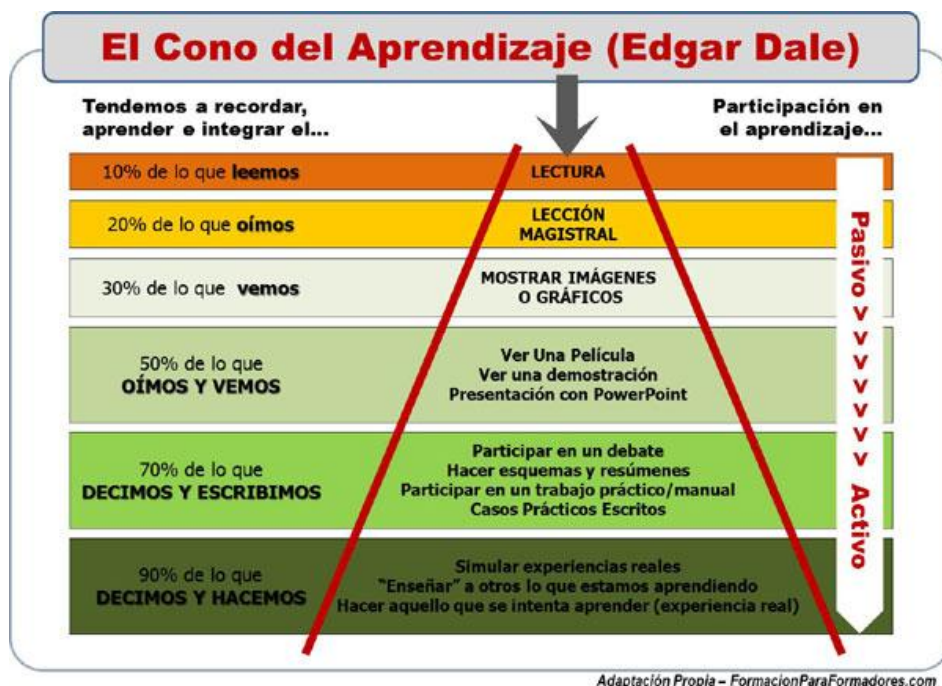 El Cono del Aprendizaje (Edgar Dale)
Tendemos a recordar,
aprender e integrar el...
Participación en
el aprendizaje...
10% de lo que leemos
LECTURA
20% de lo que oímos
LECCIÓN
MAGISTRAL
30% de lo que vemos
MOSTRAR IMÁGENES
O GRÁFICOS
50% de lo que
OÍMOS Y VEMOS
Ver Una Película
Ver una demostración
Presentación con PowerPoint
70% de lo que
DECIMOS Y ESCRIBIMOS
Participar en un debate
Hacer esquemas y resúmenes
Participar en un trabajo práctico/manual
Casos Prácticos Escritos
90% de lo que
DECIMOS Y HACEMOS
Simular experiencias reales
"Enseñar" a otros lo que estamos aprendiendo
Hacer aquello que se intenta aprender (experiencia real)
Pasivo > > > > > > > Activo
Adaptación Propia – FormacionParaFormadores.com